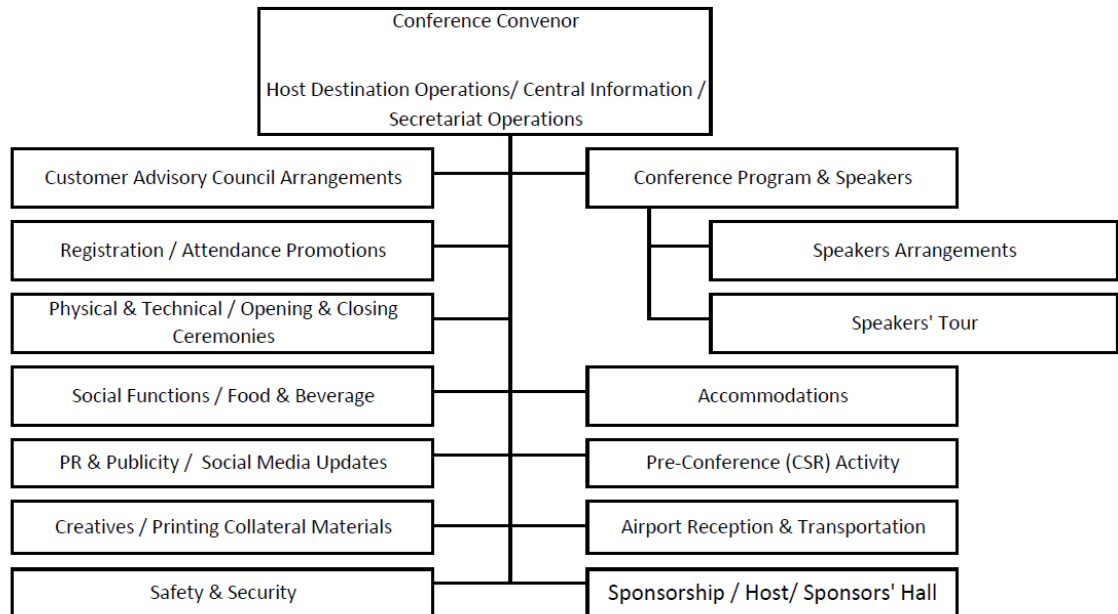 Conference Convenor
Host Destination Operations/ Central Information /
Secretariat Operations
Customer Advisory Council Arrangements
Conference Program & Speakers
Registration / Attendance Promotions
Speakers Arrangements
Physical & Technical / Opening & Closing
Ceremonies
Speakers' Tour
Social Functions / Food & Beverage
Accommodations
PR & Publicity /  Social Media Updates
Pre-Conference (CSR) Activity
Creatives / Printing Collateral Materials
Airport Reception & Transportation
Safety & Security
Sponsorship / Host/ Sponsors' Hall